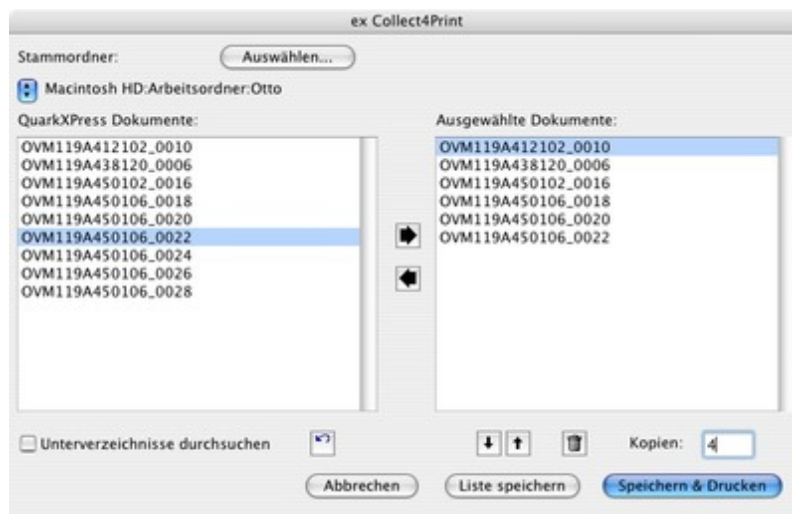 ex Collect4Print
Stammordner:
Auswählen...
Macintosh HD:Arbeitsordner:Otto
QuarkXPress Dokumente:
OVM119A412102_0010
OVM119A438120_0006
OVM119A450102_0016
OVM119A450106_0018
OVM119A450106_0020
OVM119A450106_0022
OVM119A450106_0024
OVM119A450106_0026
OVM119A450106_0028
Ausgewählte Dokumente:
OVM119A412102_0010
OVM119A438120_0006
OVM119A450102_0016
OVM119A450106_0018
OVM119A450106_0020
OVM119A450106_0022
Unterverzeichnisse durchsuchen
Kopien: 4
Abbrechen
Liste speichern
Speichern & Drucken